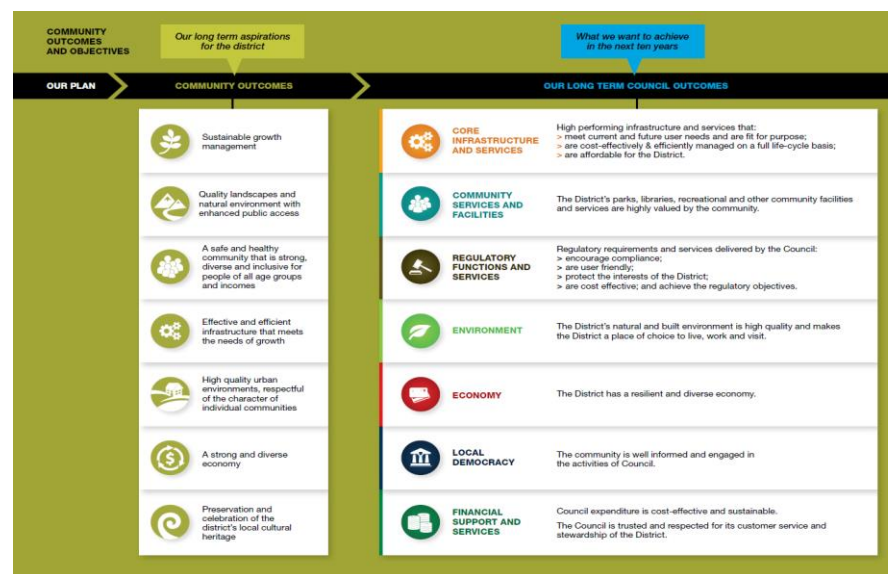 COMMUNITY
OUTCOMES
AND OBJECTIVES
Our long term aspirations
for the district
What we want to achieve
in the next ten years
OUR PLAN
COMMUNITY OUTCOMES
OUR LONG TERM COUNCIL OUTCOMES
Sustainable growth
management
Quality landscapes and
natural environment with
enhanced public access
A safe and healthy
community that is strong,
diverse and inclusive for
people of all age groups
and incomes
Effective and efficient
infrastructure that meets
the needs of growth
High quality urban
environments, respectful
of the character of
individual communities
A strong and diverse
economy
Preservation and
celebration of the
district's local cultural
heritage
CORE
INFRASTRUCTURE
AND SERVICES
High performing infrastructure and services that:
> meet current and future user needs and are fit for purpose;
> are cost-effectively & efficiently managed on a full life-cycle basis;
> are affordable for the District.
COMMUNITY
SERVICES AND
FACILITIES
The District's parks, libraries, recreational and other community facilities
and services are highly valued by the community.
REGULATORY
FUNCTIONS AND
SERVICES
Regulatory requirements and services delivered by the Council:
> encourage compliance;
> are user friendly;
> protect the interests of the District;
> are cost effective; and achieve the regulatory objectives.
ENVIRONMENT
The District's natural and built environment is high quality and makes
the District a place of choice to live, work and visit.
ECONOMY
The District has a resilient and diverse economy.
LOCAL
DEMOCRACY
The community is well informed and engaged in
the activities of Council.
FINANCIAL
SUPPORT AND
SERVICES
Council expenditure is cost-effective and sustainable.
The Council is trusted and respected for its customer service and
stewardship of the District.